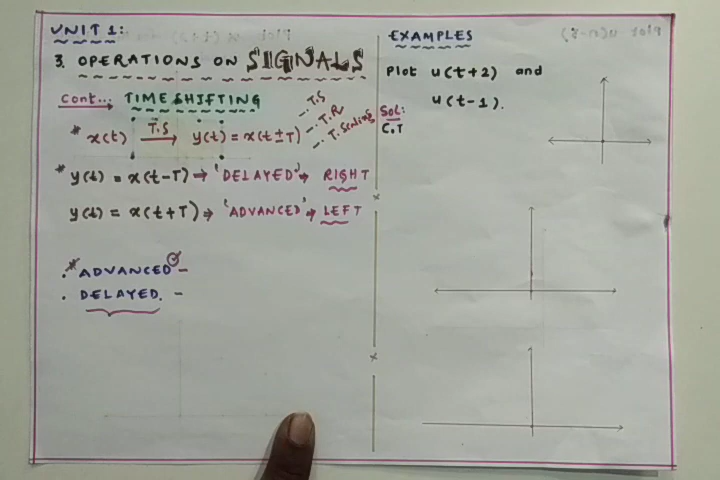 UNIT 1:
3. OPERATIONS ON SIGNALS
Cont... TIME SHIFTING
- T.S
- T.R
- T. Scaling
* x(t) T.S → y(t) = x(t ± T)
* y(t) = x(t-T) → 'DELAYED' → RIGHT
y(t) = x(t+T) → 'ADVANCED' → LEFT
* ADVANCED -
. DELAYED. -
EXAMPLES
Plot u(t+2) and
u(t-1).
Sol:
C.T